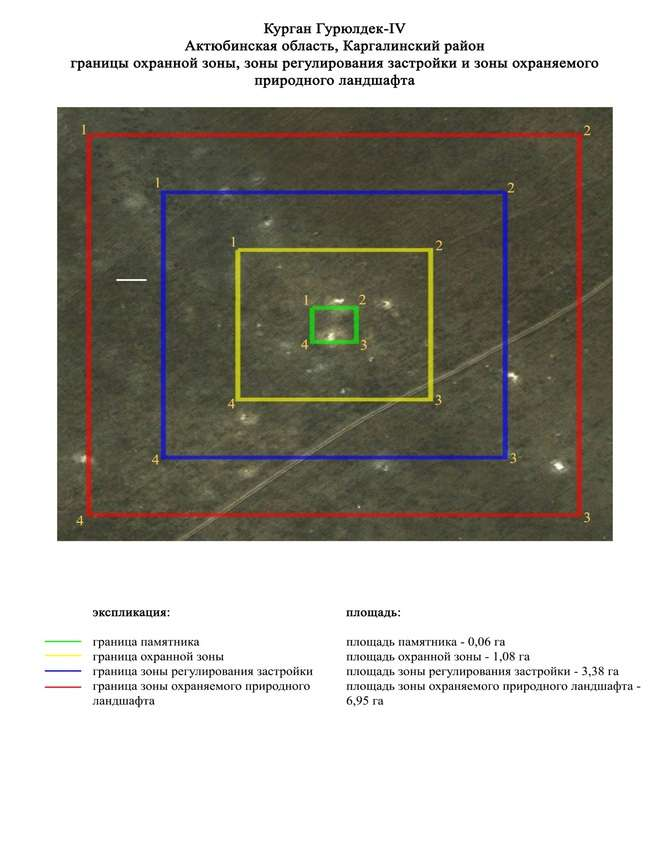 Курган Гурюлдек-IV
Актюбинская область, Каргалинский район
границы охранной зоны, зоны регулирования застройки и зоны охраняемого
природного ландшафта
1
2
1
2
1
2
1
2
4
3
4
3
4
3
4
3
экспликация:
площадь:
граница памятника
площадь памятника - 0,06 га
граница охранной зоны
площадь охранной зоны - 1,08 га
граница зоны регулирования застройки
площадь зоны регулирования застройки - 3,38 га
граница зоны охраняемого природного
площадь зоны охраняемого природного ландшафта -
ландшафта
6,95 га